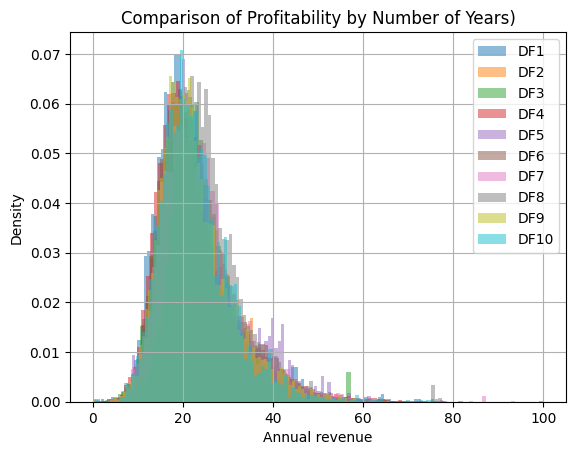 Comparison of Profitability by Number of Years)
0.07
0.06
0.05
0.04
0.03
0.02
0.01
0.00
Density
0
20
40
60
80
100
Annual revenue
DF1
DF2
DF3
DF4
DF5
DF6
DF7
DF8
DF9
DF10